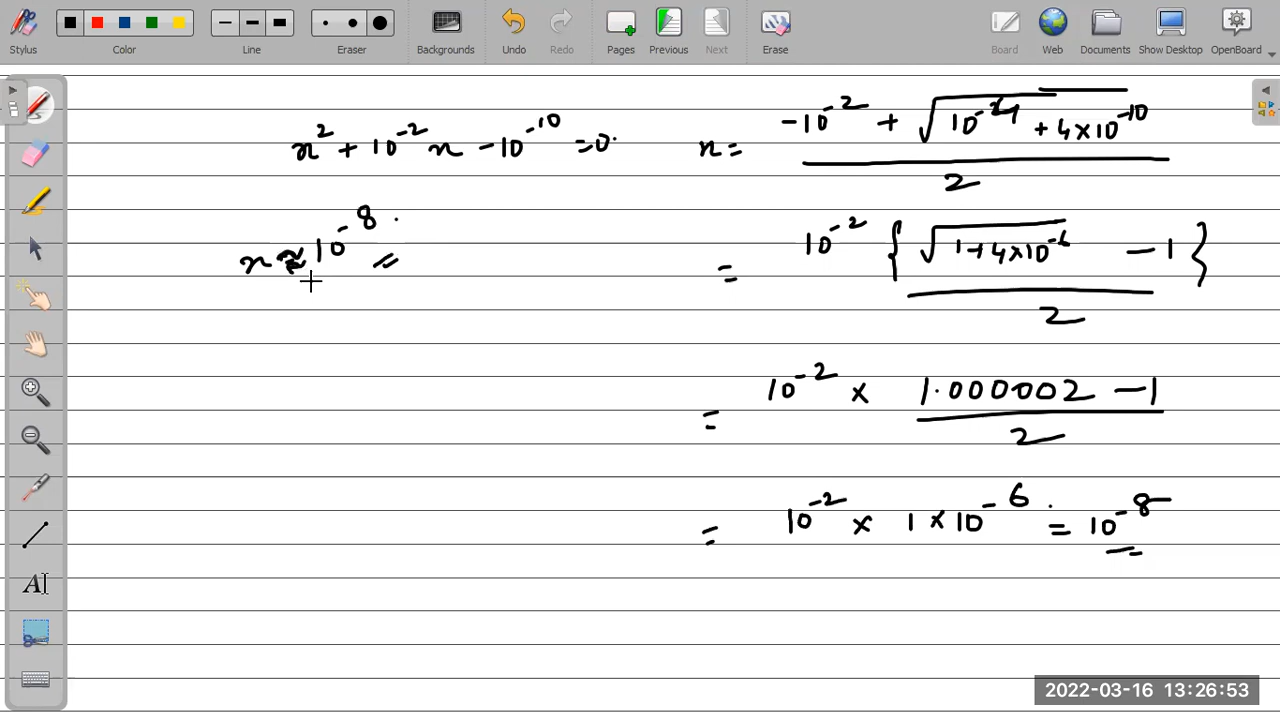 Stylus Color Line Eraser Backgrounds Undo Redo Pages Previous Next Erase Board Web Documents Show Desktop OpenBoard
x² + 10⁻² x - 10⁻¹⁰ = 0.
x ≈ 10⁻⁸.
x = (-10⁻² + √(10⁻⁴ + 4×10⁻¹⁰)) / 2
= 10⁻² { (√(1+4×10⁻⁶) - 1) / 2 }
= 10⁻² × (1.000002 - 1) / 2
= 10⁻² × 1 × 10⁻⁶. = 10⁻⁸
2022-03-16 13:26:53